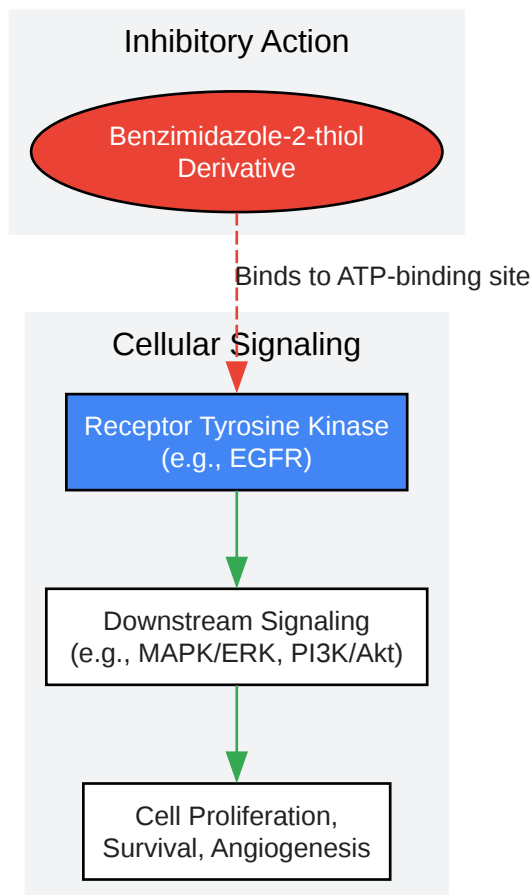 Inhibitory Action
Benzimidazole-2-thiol
Derivative
Binds to ATP-binding site
Cellular Signaling
Receptor Tyrosine Kinase
(e.g., EGFR)
Downstream Signaling
(e.g., MAPK/ERK, PI3K/Akt)
Cell Proliferation,
Survival, Angiogenesis